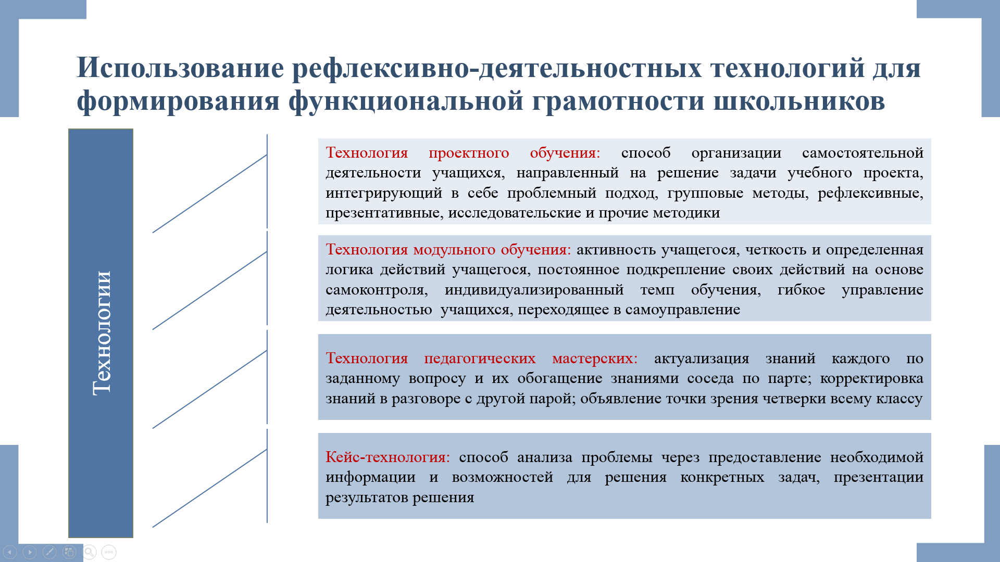 Использование рефлексивно-деятельностных технологий для
формирования функциональной грамотности школьников
Технологии
Технология проектного обучения: способ организации самостоятельной
деятельности учащихся, направленный на решение задачи учебного проекта,
интегрирующий в себе проблемный подход, групповые методы, рефлексивные,
презентативные, исследовательские и прочие методики
Технология модульного обучения: активность учащегося, четкость и определенная
логика действий учащегося, постоянное подкрепление своих действий на основе
самоконтроля, индивидуализированный темп обучения, гибкое управление
деятельностью учащихся, переходящее в самоуправление
Технология педагогических мастерских: актуализация знаний каждого по
заданному вопросу и их обогащение знаниями соседа по парте; корректировка
знаний в разговоре с другой парой; объявление точки зрения четверки всему классу
Кейс-технология: способ анализа проблемы через предоставление необходимой
информации и возможностей для решения конкретных задач, презентации
результатов решения